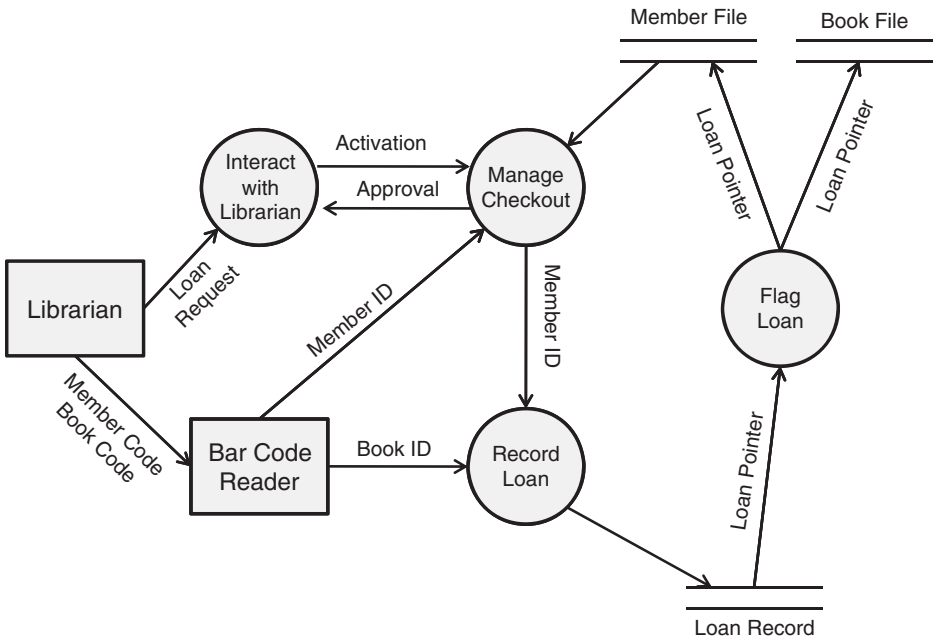 Member File
Book File
Loan Pointer
Loan Pointer
Activation
Interact
with
Librarian
Manage
Checkout
Approval
Loan
Request
Librarian
Member ID
Member ID
Flag
Loan
Member Code
Book Code
Bar Code
Reader
Book ID
Record
Loan
Loan Pointer
Loan Record